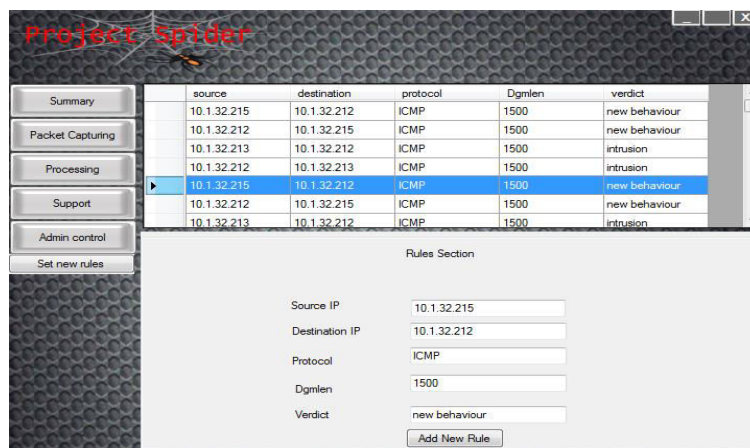 Project Spider
_ X
Summary
Packet Capturing
Processing
Support
Admin control
Set new rules
source destination protocol Dgmlen verdict
10.1.32.215 10.1.32.212 ICMP 1500 new behaviour
10.1.32.212 10.1.32.215 ICMP 1500 new behaviour
10.1.32.213 10.1.32.212 ICMP 1500 intrusion
10.1.32.212 10.1.32.213 ICMP 1500 intrusion
10.1.32.215 10.1.32.212 ICMP 1500 new behaviour
10.1.32.212 10.1.32.215 ICMP 1500 new behaviour
10.1.32.213 10.1.32.212 ICMP 1500 intrusion
Rules Section
Source IP 10.1.32.215
Destination IP 10.1.32.212
Protocol ICMP
Dgmlen 1500
Verdict new behaviour
Add New Rule